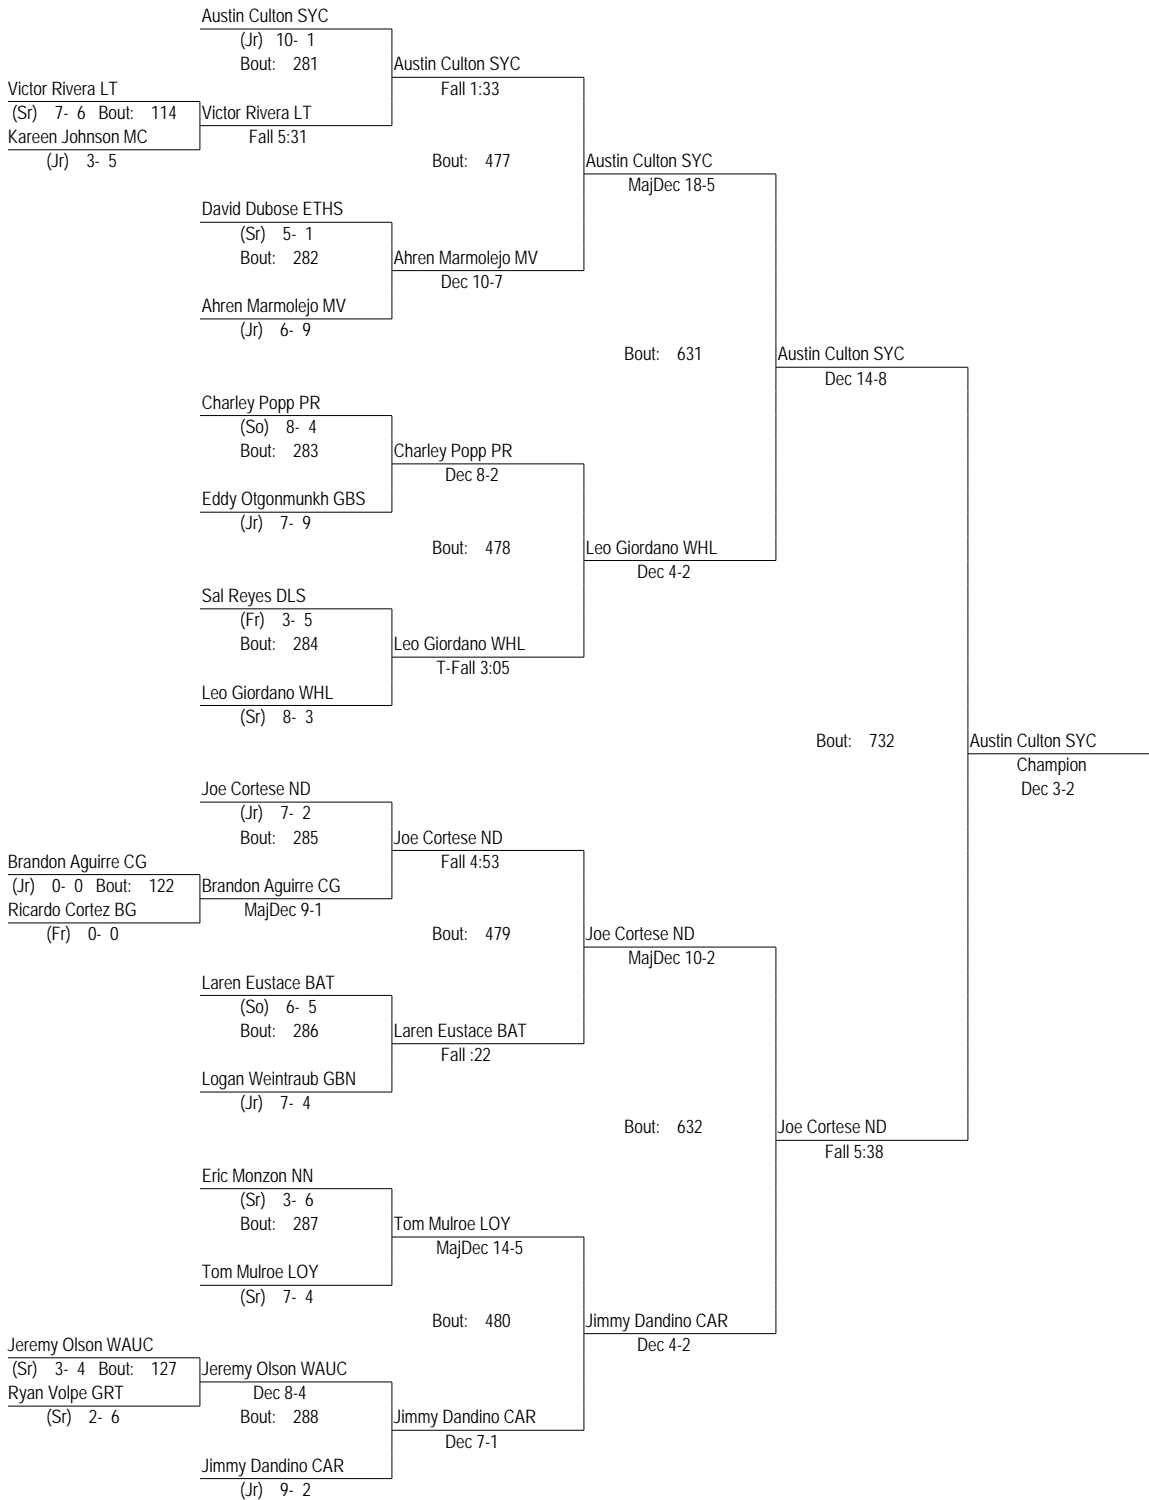 Austin Culton SYC
(Jr) 10- 1
Bout: 281
Austin Culton SYC
Fall 1:33
Victor Rivera LT
(Sr) 7- 6 Bout: 114
Victor Rivera LT
Fall 5:31
Kareen Johnson MC
(Jr) 3- 5
Bout: 477
Austin Culton SYC
MajDec 18-5
David Dubose ETHS
(Sr) 5- 1
Bout: 282
Ahren Marmolejo MV
Dec 10-7
Ahren Marmolejo MV
(Jr) 6- 9
Bout: 631
Austin Culton SYC
Dec 14-8
Charley Popp PR
(So) 8- 4
Bout: 283
Charley Popp PR
Dec 8-2
Eddy Otgonmunkh GBS
(Jr) 7- 9
Bout: 478
Leo Giordano WHL
Dec 4-2
Sal Reyes DLS
(Fr) 3- 5
Bout: 284
Leo Giordano WHL
T-Fall 3:05
Leo Giordano WHL
(Sr) 8- 3
Bout: 732
Austin Culton SYC
Champion
Dec 3-2
Joe Cortese ND
(Jr) 7- 2
Bout: 285
Joe Cortese ND
Fall 4:53
Brandon Aguirre CG
(Jr) 0- 0 Bout: 122
Brandon Aguirre CG
MajDec 9-1
Ricardo Cortez BG
(Fr) 0- 0
Bout: 479
Joe Cortese ND
MajDec 10-2
Laren Eustace BAT
(So) 6- 5
Bout: 286
Laren Eustace BAT
Fall :22
Logan Weintraub GBN
(Jr) 7- 4
Bout: 632
Joe Cortese ND
Fall 5:38
Eric Monzon NN
(Sr) 3- 6
Bout: 287
Tom Mulroe LOY
MajDec 14-5
Tom Mulroe LOY
(Sr) 7- 4
Bout: 480
Jimmy Dandino CAR
Dec 4-2
Jeremy Olson WAUC
(Sr) 3- 4 Bout: 127
Jeremy Olson WAUC
Dec 8-4
Ryan Volpe GRT
(Sr) 2- 6
Bout: 288
Jimmy Dandino CAR
Dec 7-1
Jimmy Dandino CAR
(Jr) 9- 2